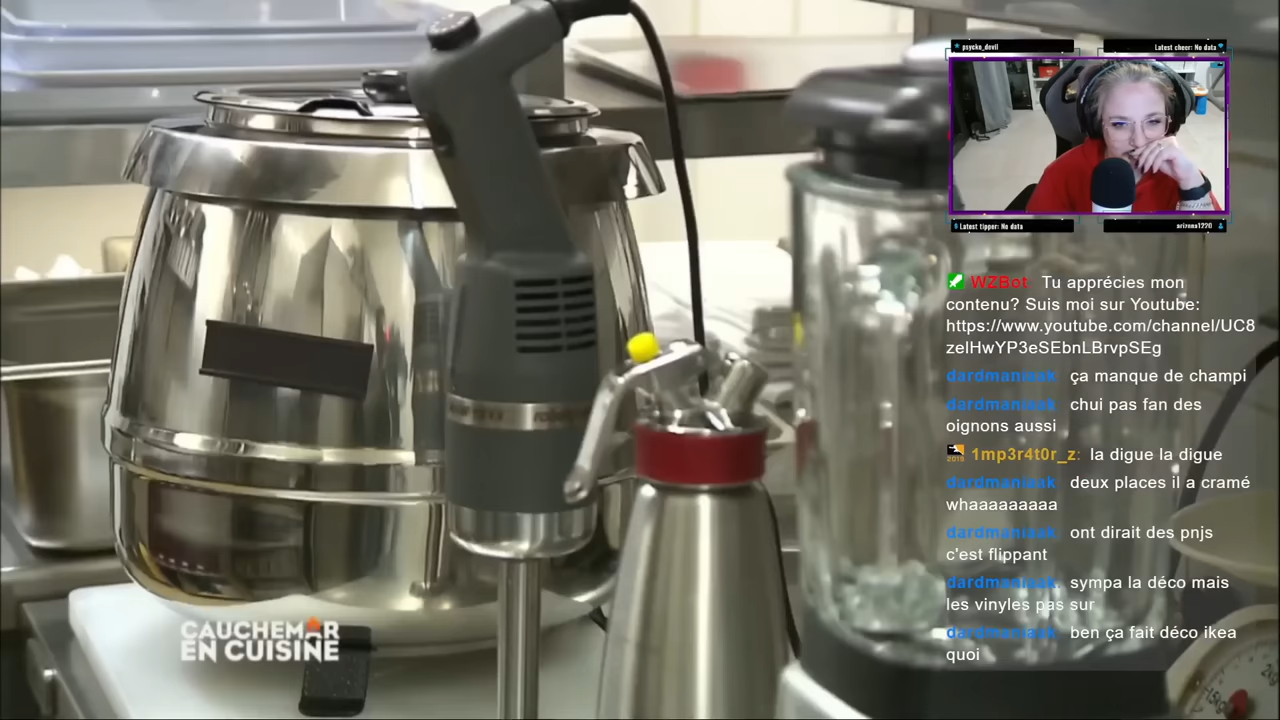 psycko_devil
Latest cheer: No data
Latest tipper: No data
arizona1220
WZBot Tu apprécies mon
contenu? Suis moi sur Youtube:
https://www.youtube.com/channel/UC8
zelHwYP3eSEbnLBrvpSEg
dardmaniaak: ça manque de champi
dardmaniaak: chui pas fan des
oignons aussi
1mp3r4t0r_z: la digue la digue
dardmaniaak: deux places il a cramé
whaaaaaaaa
dardmaniaak: ont dirait des pnjs
c'est flippant
dardmaniaak: sympa la déco mais
les vinyles pas sur
dardmaniaak: ben ça fait déco ikea
quoi
CAUCHEMAR
EN CUISINE